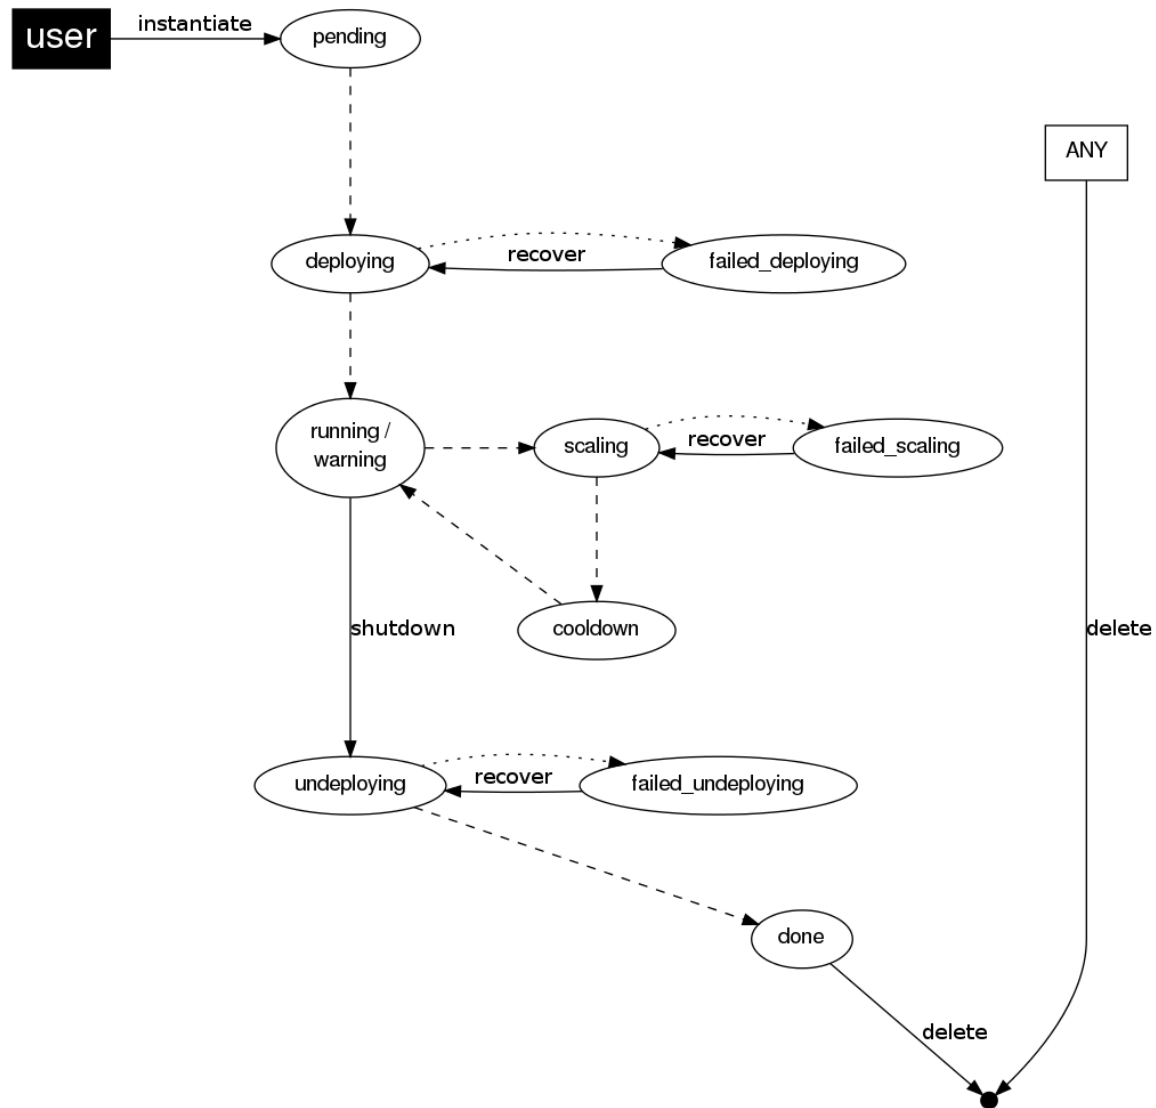 user
instantiate
pending
ANY
deploying
recover
failed_deploying
running /
warning
scaling
recover
failed_scaling
shutdown
cooldown
delete
undeploying
recover
failed_undeploying
done
delete